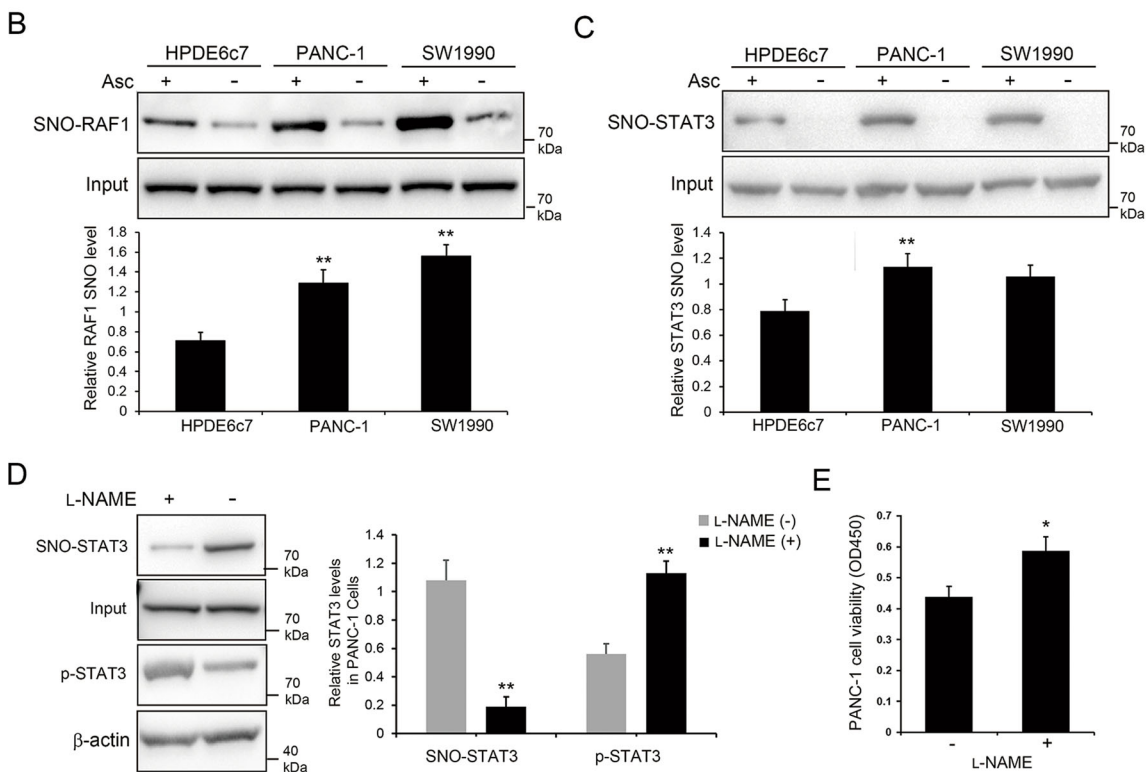 B
HPDE6c7 PANC-1 SW1990
Asc + - + - + -
SNO-RAF1
70
kDa
Input
70
kDa
Relative RAF1 SNO level
1.8
1.6
1.4
1.2
1
0.8
0.6
0.4
0.2
0
** **
HPDE6c7 PANC-1 SW1990
C
HPDE6c7 PANC-1 SW1990
Asc + - + - + -
SNO-STAT3
70
kDa
Input
70
kDa
Relative STAT3 SNO level
1.4
1.2
1
0.8
0.6
0.4
0.2
0
**
HPDE6c7 PANC-1 SW1990
D
L-NAME + -
SNO-STAT3
70
kDa
Input
70
kDa
p-STAT3
70
kDa
β-actin
40
kDa
Relative STAT3 levels
in PANC-1 Cells
1.4
1.2
1
0.8
0.6
0.4
0.2
0
** **
L-NAME (-)
L-NAME (+)
SNO-STAT3 p-STAT3
E
PANC-1 cell viability (OD450)
0.7
0.6
0.5
0.4
0.4
0.2
0.1
0
*
- +
L-NAME